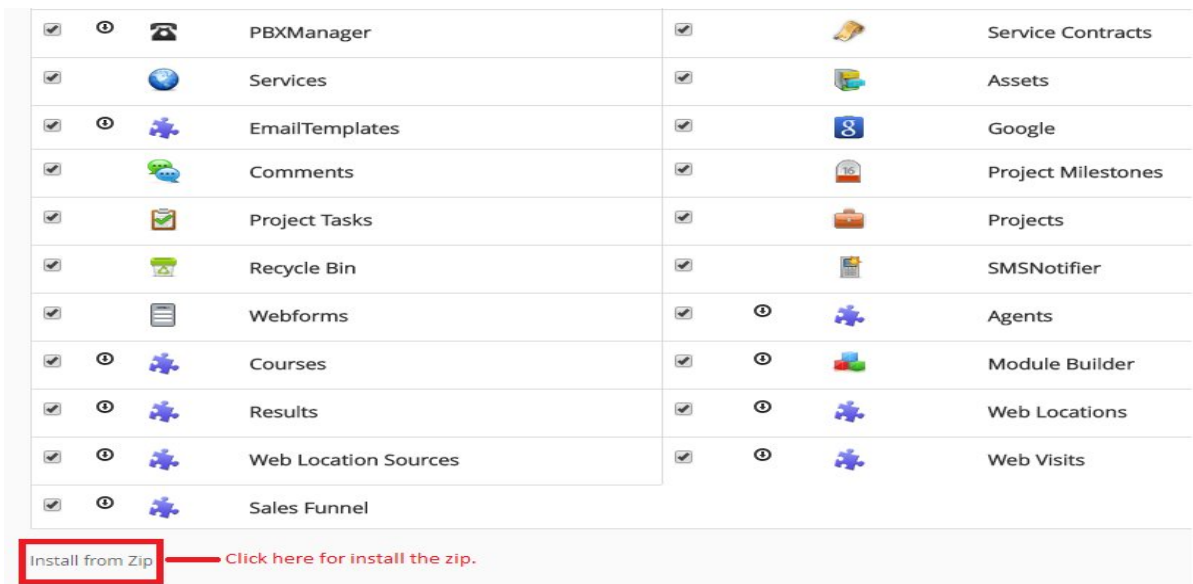 PBXManager Service Contracts
Services Assets
EmailTemplates 8 Google
Comments 16 Project Milestones
Project Tasks Projects
Recycle Bin SMSNotifier
Webforms Agents
Courses Module Builder
Results Web Locations
Web Location Sources Web Visits
Sales Funnel
Install from Zip Click here for install the zip.